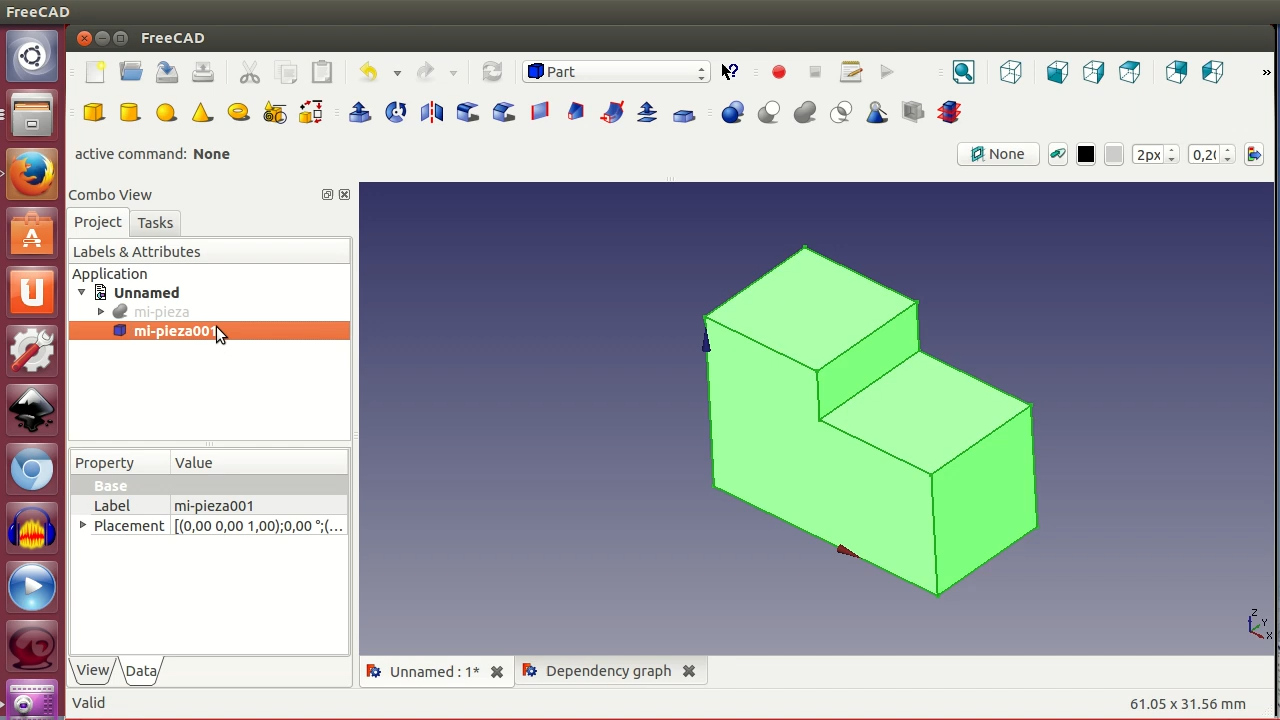 FreeCAD
FreeCAD
Part
»
active command: None
None
2px
0,20
Combo View
Project
Tasks
Labels & Attributes
Application
Unnamed
mi-pieza
mi-pieza001
Property Value
Base
Label mi-pieza001
Placement [(0,00 0,00 1,00);0,00 °;(...
View
Data
Unnamed : 1*
Dependency graph
Z
Y
X
Valid
61.05 x 31.56 mm